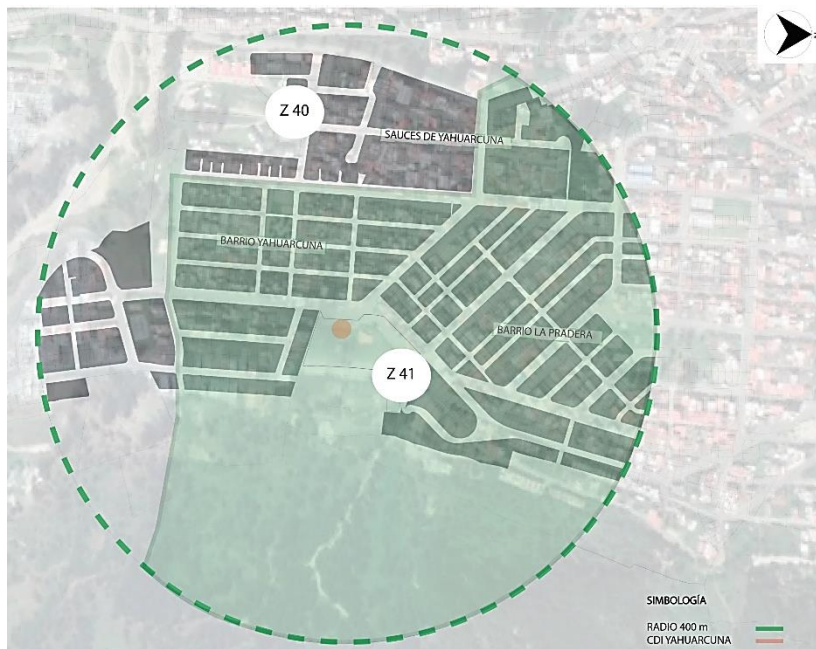 Z 40
SAUCES DE YAHUARCUNA
BARRIO YAHUARCUNA
BARRIO LA PRADERA
Z 41
SIMBOLOGÍA
RADIO 400 m
CDI YAHUARCUNA